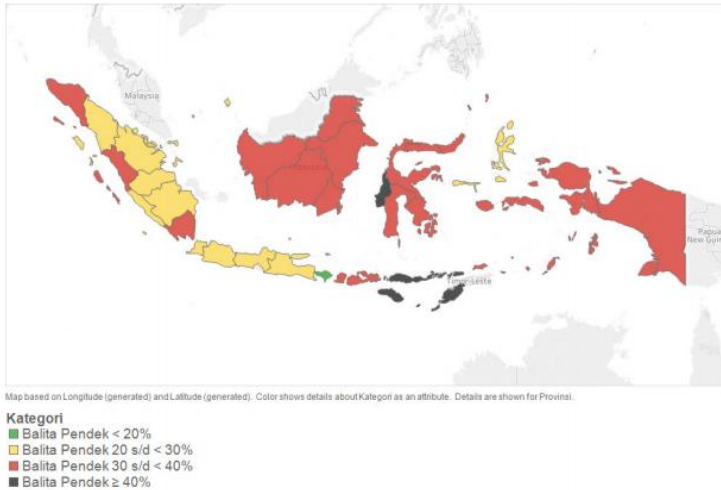 Malaysia
Indonesia
Papua
New Guinea
Timor-Leste
Map based on Longitude (generated) and Latitude (generated). Color shows details about Kategori as an attribute. Details are shown for Provinsi.
Kategori
Balita Pendek < 20%
Balita Pendek 20 s/d < 30%
Balita Pendek 30 s/d < 40%
Balita Pendek ≥ 40%